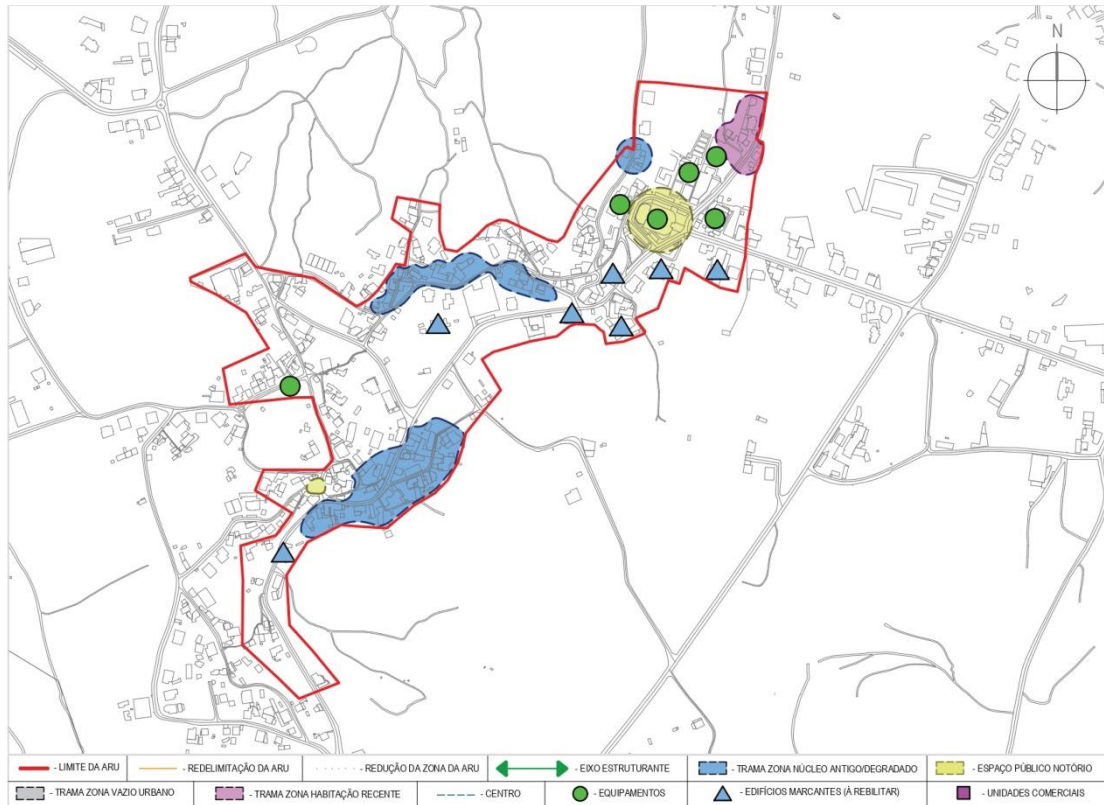 N
- LIMITE DA ARU
- REDELIMITAÇÃO DA ARU
- REDUÇÃO DA ZONA DA ARU
- EIXO ESTRUTURANTE
- TRAMA ZONA NÚCLEO ANTIGO/DEGRADADO
- ESPAÇO PÚBLICO NOTÓRIO
- TRAMA ZONA VAZIO URBANO
- TRAMA ZONA HABITAÇÃO RECENTE
- CENTRO
- EQUIPAMENTOS
- EDIFÍCIOS MARCANTES (Á REBILITAR)
- UNIDADES COMERCIAIS